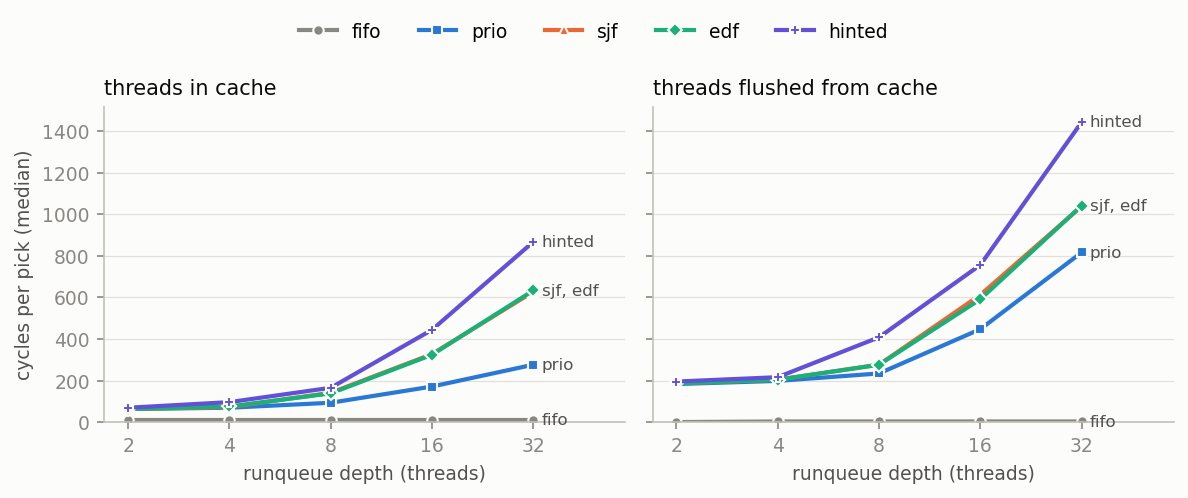 fifo prio sjf edf hinted
threads in cache
cycles per pick (median)
1400
1200
1000
800
600
400
200
0
hinted
sjf, edf
prio
fifo
2 4 8 16 32
runqueue depth (threads)
threads flushed from cache
hinted
sjf, edf
prio
fifo
2 4 8 16 32
runqueue depth (threads)